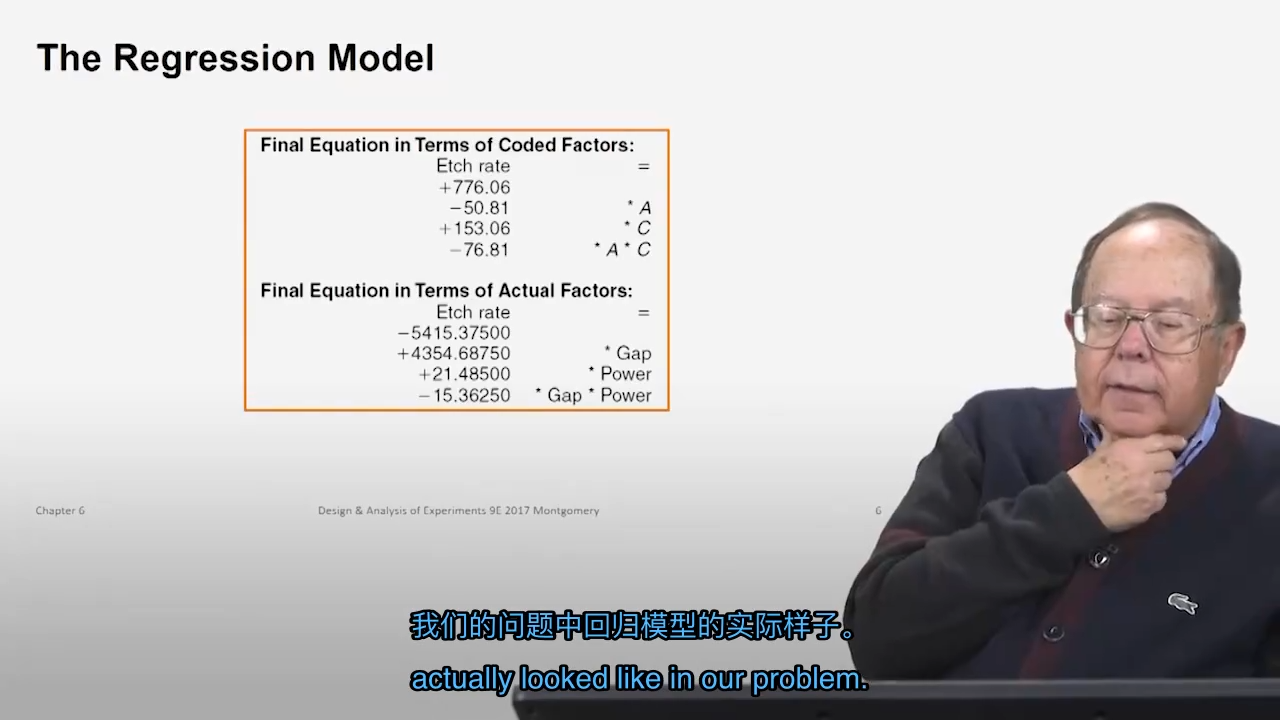 The Regression Model
Final Equation in Terms of Coded Factors:
Etch rate =
+776.06
−50.81 * A
+153.06 * C
−76.81 * A * C
Final Equation in Terms of Actual Factors:
Etch rate =
−5415.37500
+4354.68750 * Gap
+21.48500 * Power
−15.36250 * Gap * Power
Chapter 6 Design & Analysis of Experiments 9E 2017 Montgomery 6
我们的问题中回归模型的实际样子。
actually looked like in our problem.